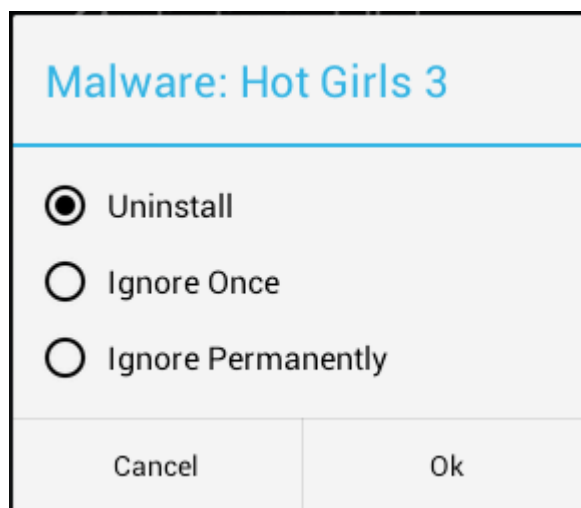 Malware: Hot Girls 3
Uninstall
Ignore Once
Ignore Permanently
Cancel Ok